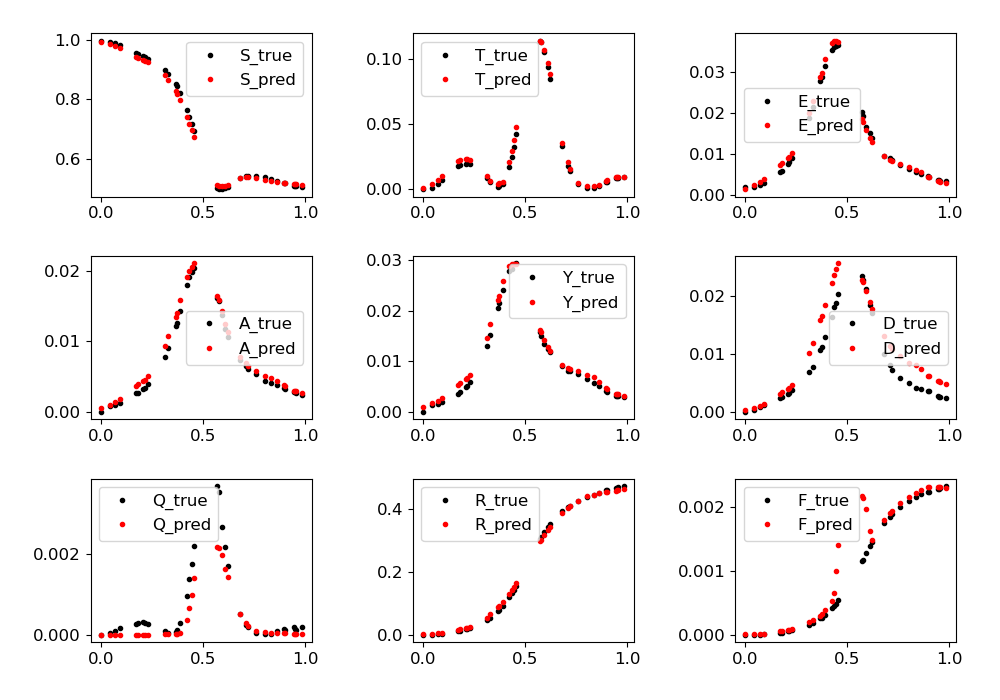 1.0
0.8
0.6
0.0 0.5 1.0
S_true
S_pred
0.10
0.05
0.00
0.0 0.5 1.0
T_true
T_pred
0.03
0.02
0.01
0.00
0.0 0.5 1.0
E_true
E_pred
0.02
0.01
0.00
0.0 0.5 1.0
A_true
A_pred
0.03
0.02
0.01
0.00
0.0 0.5 1.0
Y_true
Y_pred
0.02
0.01
0.00
0.0 0.5 1.0
D_true
D_pred
0.002
0.000
0.0 0.5 1.0
Q_true
Q_pred
0.4
0.2
0.0
0.0 0.5 1.0
R_true
R_pred
0.002
0.001
0.000
0.0 0.5 1.0
F_true
F_pred